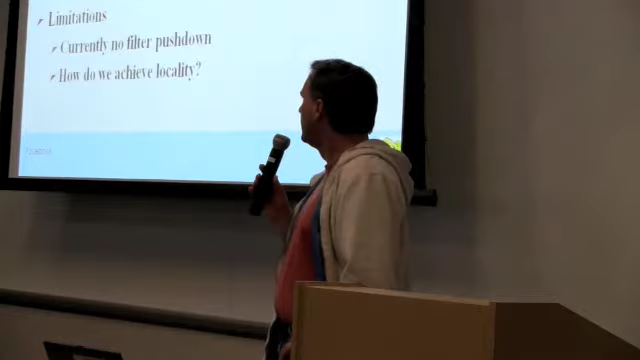 Limitations
Currently no filter pushdown
How do we achieve locality?